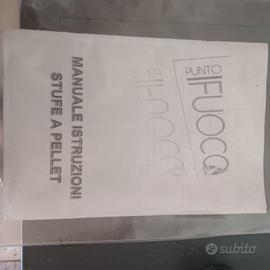 PUNTO
FUOCO
MANUALE ISTRUZIONI
STUFE A PELLET
subito